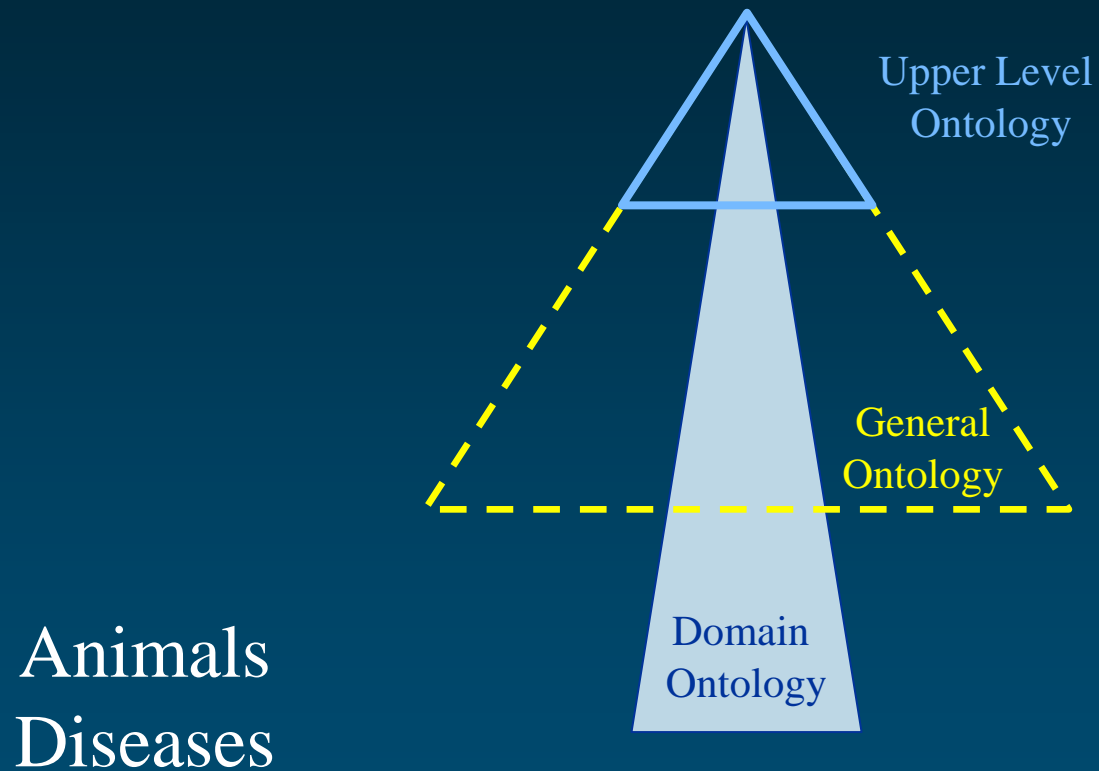 Upper Level
Ontology
General
Ontology
Domain
Ontology
Animals
Diseases